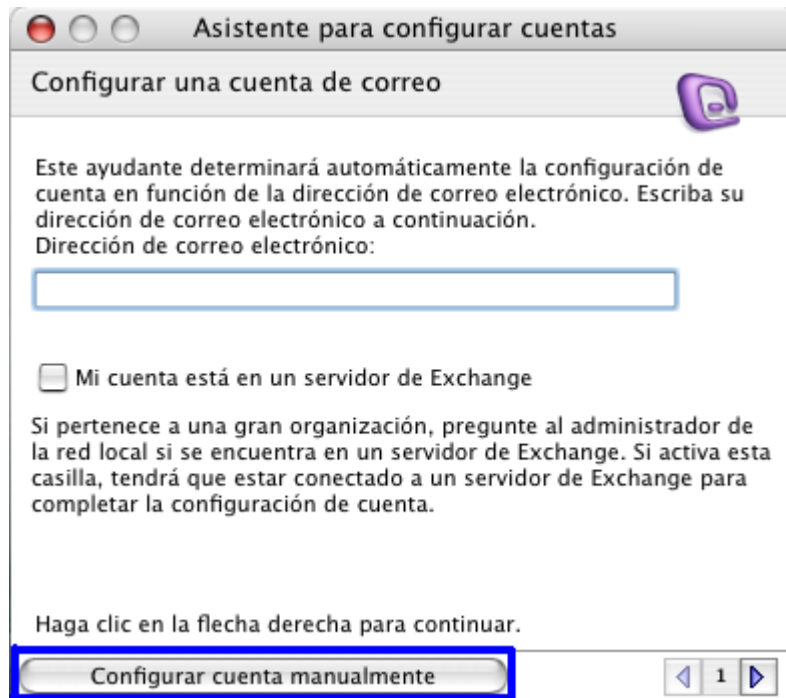 Asistente para configurar cuentas
Configurar una cuenta de correo
Este ayudante determinará automáticamente la configuración de
cuenta en función de la dirección de correo electrónico. Escriba su
dirección de correo electrónico a continuación.
Dirección de correo electrónico:
Mi cuenta está en un servidor de Exchange
Si pertenece a una gran organización, pregunte al administrador de
la red local si se encuentra en un servidor de Exchange. Si activa esta
casilla, tendrá que estar conectado a un servidor de Exchange para
completar la configuración de cuenta.
Haga clic en la flecha derecha para continuar.
Configurar cuenta manualmente
1